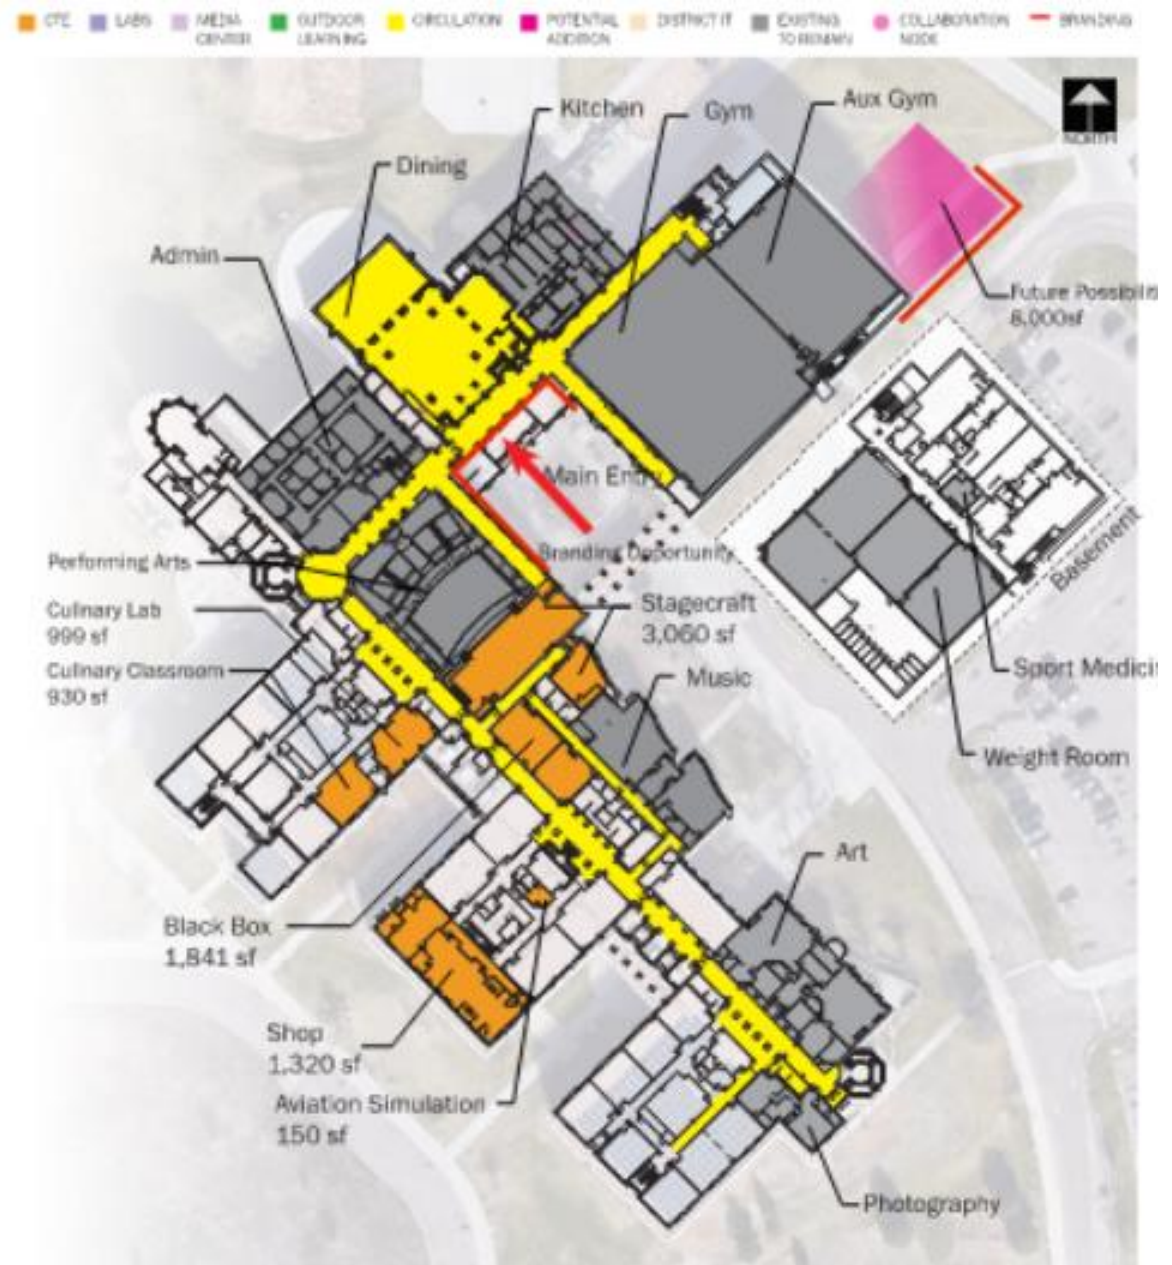 CTE
LABS
MEDIA
CENTER
OUTDOOR
LEARNING
CIRCULATION
POTENTIAL
ADDITION
DISTRICT IT
EXISTING
TO REMAIN
COLLABORATION
NODE
BRANDING
NORTH
Kitchen
Gym
Aux Gym
Dining
Admin
Future Possibilit
8,000sf
Main Entry
Branding Opportunity
Basement
Performing Arts
Culinary Lab
999 sf
Culinary Classroom
930 sf
Stagecraft
3,060 sf
Music
Sport Medici
Weight Room
Art
Black Box
1,841 sf
Shop
1,320 sf
Aviation Simulation
150 sf
Photography